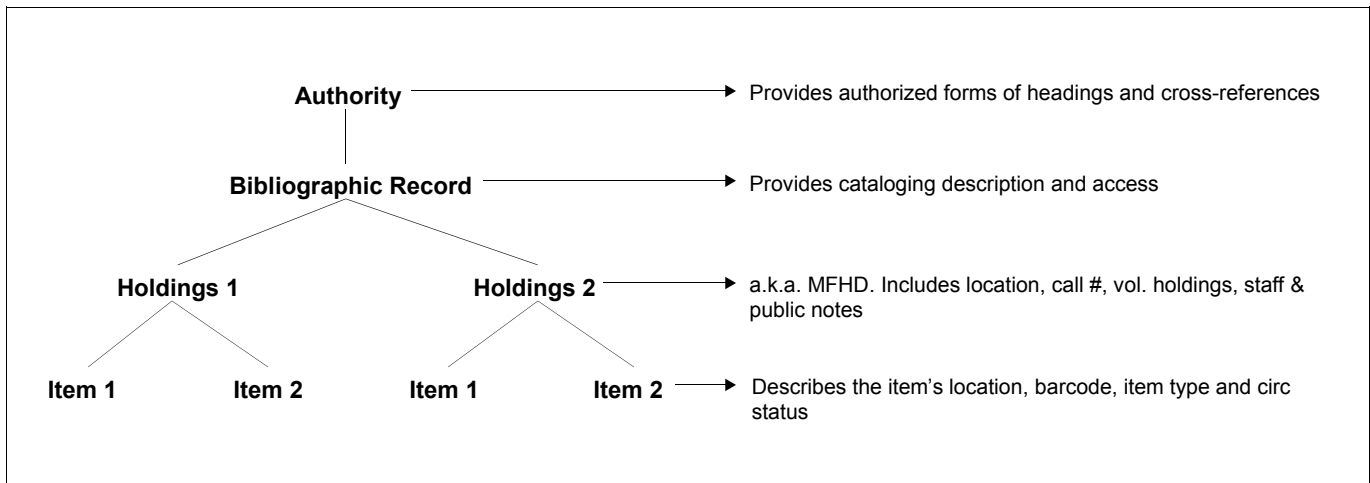 Authority
Provides authorized forms of headings and cross-references
Bibliographic Record
Provides cataloging description and access
Holdings 1
Holdings 2
a.k.a. MFHD. Includes location, call #, vol. holdings, staff &
public notes
Item 1
Item 2
Item 1
Item 2
Describes the item’s location, barcode, item type and circ
status